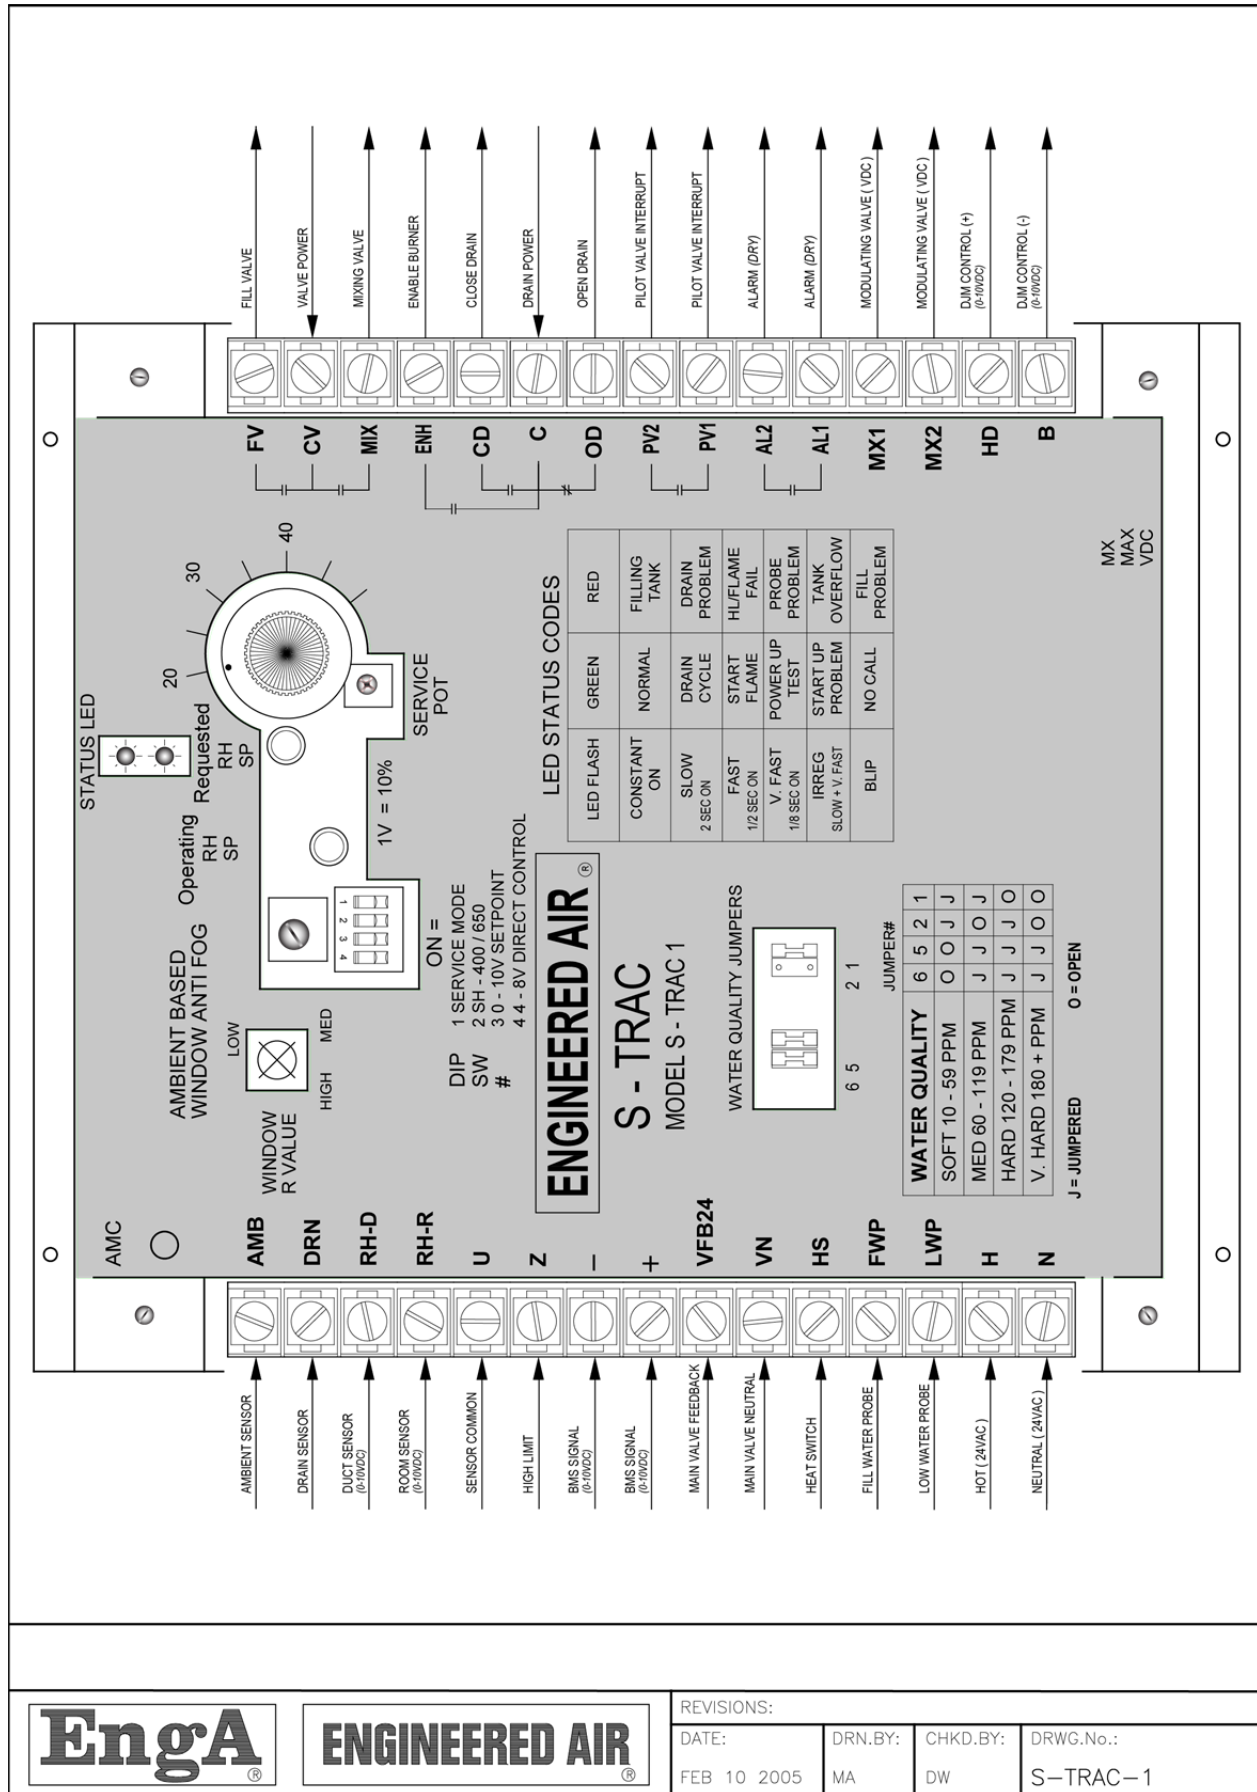 FILL VALVE
VALVE POWER
MIXING VALVE
ENABLE BURNER
CLOSE DRAIN
DRAIN POWER
OPEN DRAIN
PILOT VALVE INTERRUPT
PILOT VALVE INTERRUPT
ALARM (DRY)
ALARM (DRY)
MODULATING VALVE ( VDC )
MODULATING VALVE ( VDC )
DJM CONTROL (+)
(0-10VDC)
DJM CONTROL (-)
(0-10VDC)
FV
CV
MIX
ENH
CD
C
OD
PV2
PV1
AL2
AL1
MX1
MX2
HD
B
MX
MAX
VDC
STATUS LED
20
30
40
Requested
RH
SP
Operating
RH
SP
SERVICE
POT
1V = 10%
1
2
3
4
AMBIENT BASED
WINDOW ANTI FOG
LOW
MED
HIGH
WINDOW
R VALUE
AMC
ON =
DIP
SW
#
1 SERVICE MODE
2 SH - 400 / 650
3 0 - 10V SETPOINT
4 4 - 8V DIRECT CONTROL
LED STATUS CODES
LED FLASH GREEN RED
CONSTANT ON NORMAL FILLING TANK
SLOW 2 SEC ON DRAIN CYCLE DRAIN PROBLEM
FAST 1/2 SEC ON START FLAME HL/FLAME FAIL
V. FAST 1/8 SEC ON POWER UP TEST PROBE PROBLEM
IRREG SLOW + V. FAST START UP PROBLEM TANK OVERFLOW
BLIP NO CALL FILL PROBLEM
ENGINEERED AIR ®
S - TRAC
MODEL S - TRAC 1
WATER QUALITY JUMPERS
6 5 2 1
JUMPER#
WATER QUALITY 6 5 2 1
SOFT 10 - 59 PPM O O J J
MED 60 - 119 PPM J J O J
HARD 120 - 179 PPM J J J O
V. HARD 180 + PPM J J O O
J = JUMPERED O = OPEN
AMB
DRN
RH-D
RH-R
U
Z
–
+
VFB24
VN
HS
FWP
LWP
H
N
AMBIENT SENSOR
DRAIN SENSOR
DUCT SENSOR
(0-10VDC)
ROOM SENSOR
(0-10VDC)
SENSOR COMMON
HIGH LIMIT
BMS SIGNAL
(0-10VDC)
BMS SIGNAL
(0-10VDC)
MAIN VALVE FEEDBACK
MAIN VALVE NEUTRAL
HEAT SWITCH
FILL WATER PROBE
LOW WATER PROBE
HOT ( 24VAC )
NEUTRAL ( 24VAC )
EngA ®
ENGINEERED AIR ®
REVISIONS:
DATE: DRN.BY: CHKD.BY: DRWG.No.:
FEB 10 2005 MA DW S-TRAC-1